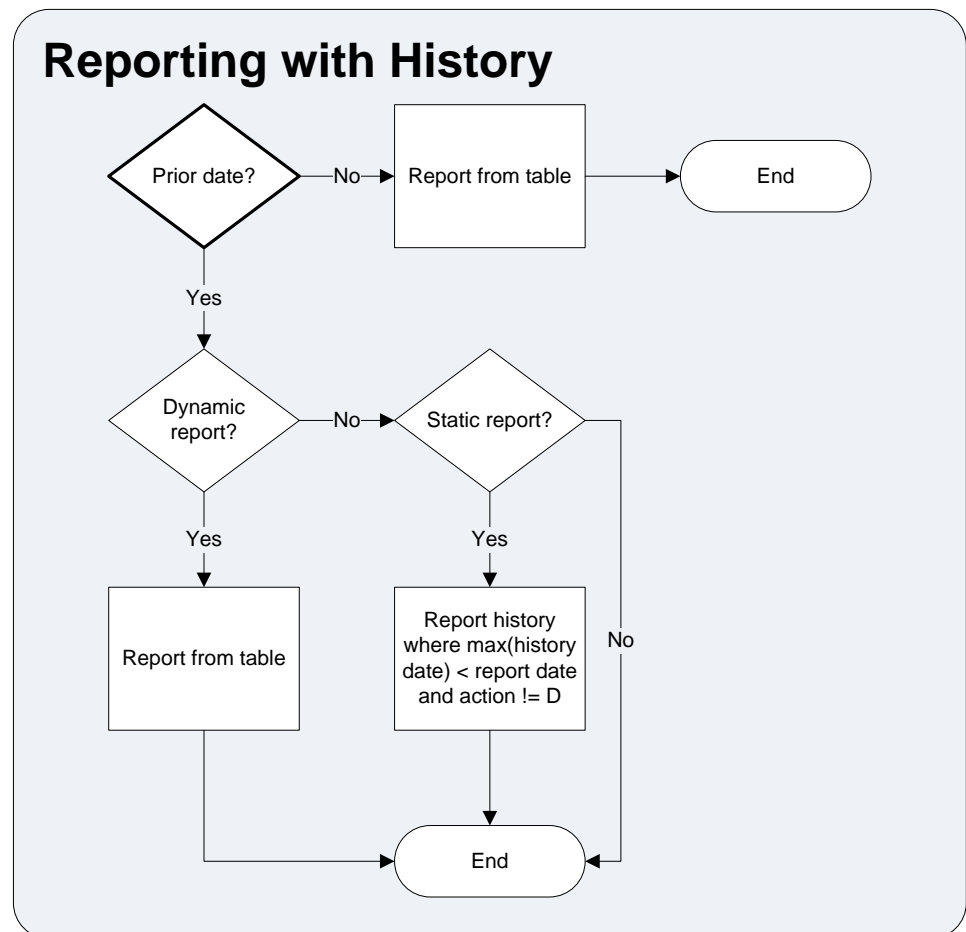 Reporting with History
Prior date?
No
Report from table
End
Yes
Dynamic
report?
No
Static report?
Yes
Yes
Report from table
Report history
where max(history
date) < report date
and action != D
No
End